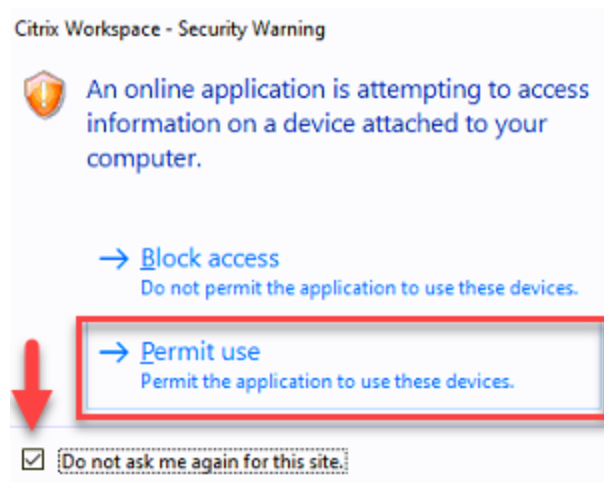 Citrix Workspace - Security Warning
An online application is attempting to access
information on a device attached to your
computer.
Block access
Do not permit the application to use these devices.
Permit use
Permit the application to use these devices.
Do not ask me again for this site.